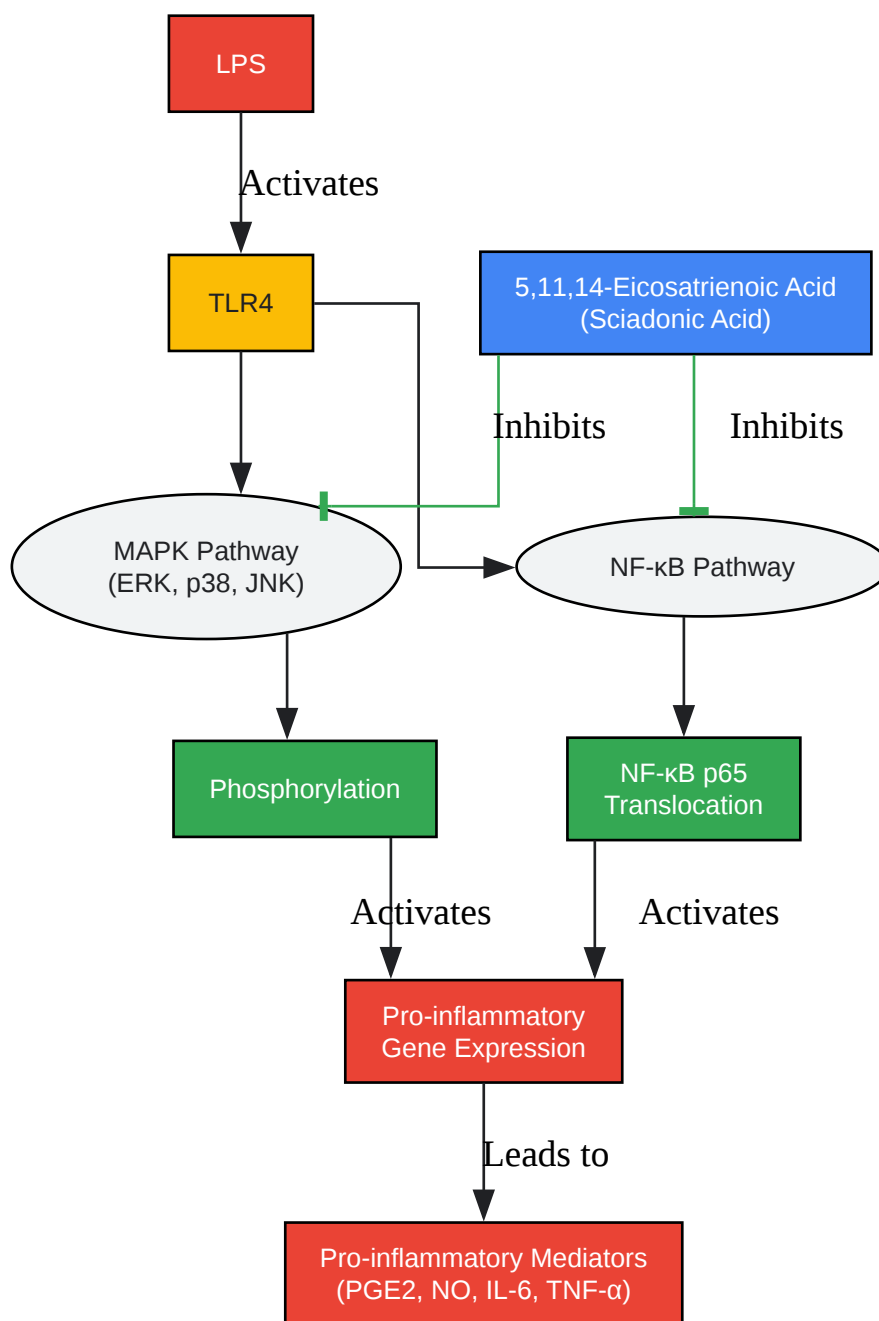 LPS
Activates
TLR4
5,11,14-Eicosatrienoic Acid
(Sciadonic Acid)
Inhibits
Inhibits
MAPK Pathway
(ERK, p38, JNK)
NF-κB Pathway
Phosphorylation
NF-κB p65
Translocation
Activates
Activates
Pro-inflammatory
Gene Expression
Leads to
Pro-inflammatory Mediators
(PGE2, NO, IL-6, TNF-α)